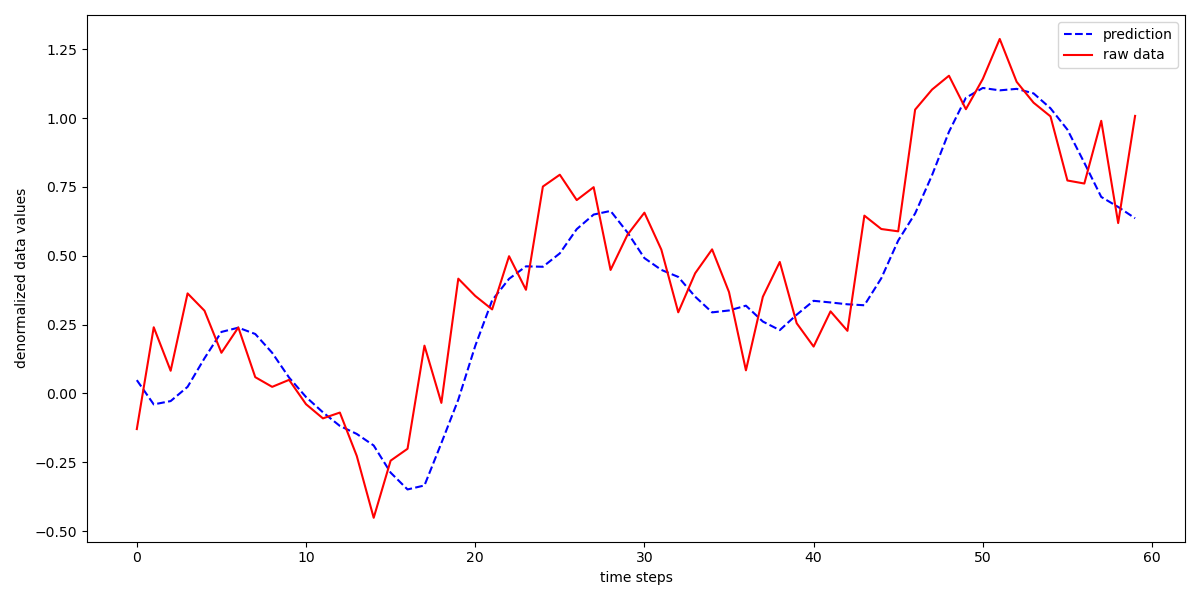 prediction
raw data
1.25
1.00
0.75
0.50
0.25
0.00
−0.25
−0.50
denormalized data values
0 10 20 30 40 50 60
time steps